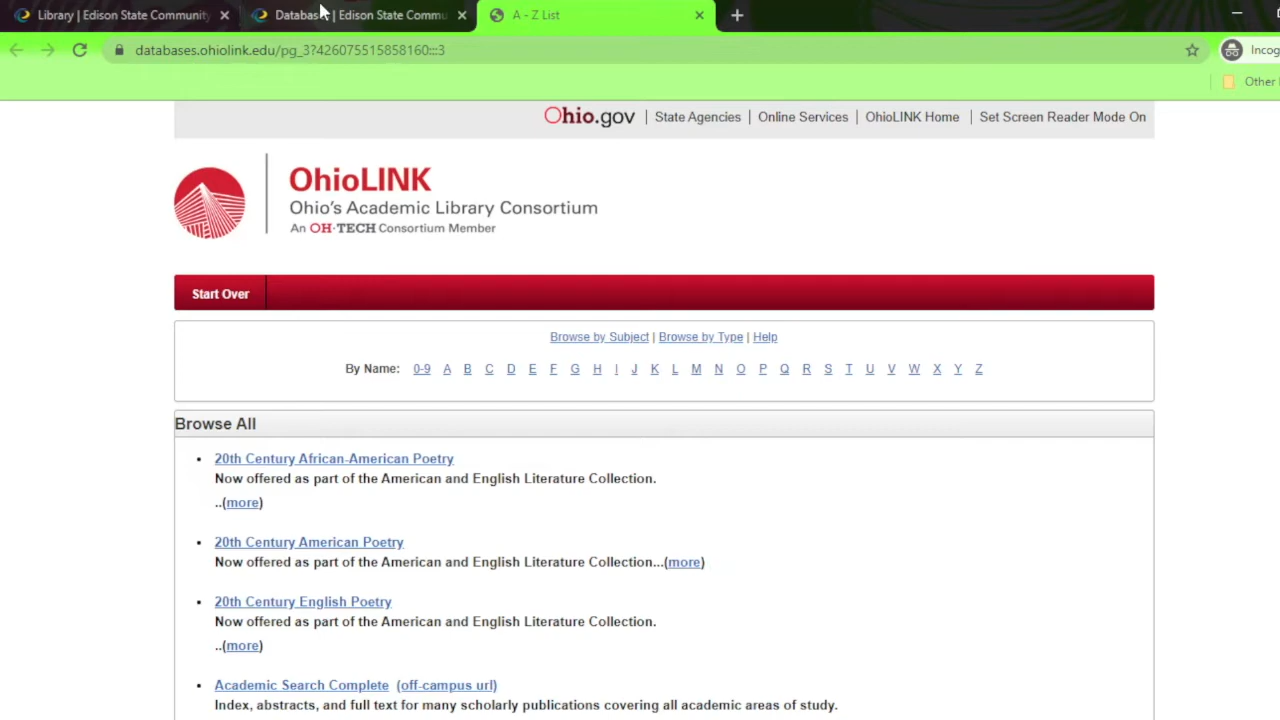 Library | Edison State Community
Databas | Edison State Commu
A - Z List
databases.ohiolink.edu/pg_3?426075515858160:::3
Incog
Other
Ohio.gov | State Agencies | Online Services | OhioLINK Home | Set Screen Reader Mode On
OhioLINK
Ohio's Academic Library Consortium
An OH·TECH Consortium Member
Start Over
Browse by Subject | Browse by Type | Help
By Name: 0-9 A B C D E F G H I J K L M N O P Q R S T U V W X Y Z
Browse All
• 20th Century African-American Poetry
Now offered as part of the American and English Literature Collection.
..(more)
• 20th Century American Poetry
Now offered as part of the American and English Literature Collection...(more)
• 20th Century English Poetry
Now offered as part of the American and English Literature Collection.
..(more)
• Academic Search Complete (off-campus url)
Index, abstracts, and full text for many scholarly publications covering all academic areas of study.